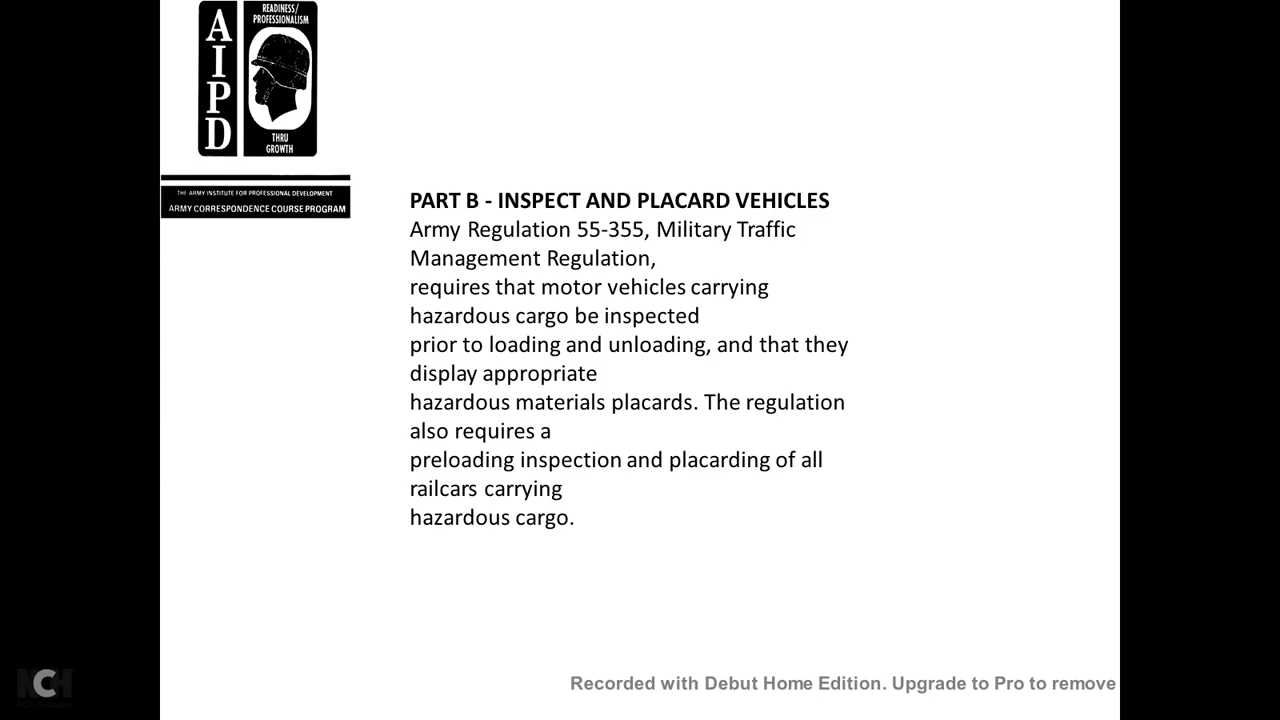 AIPD
READINESS/
PROFESSIONALISM
THRU
GROWTH
THE ARMY INSTITUTE FOR PROFESSIONAL DEVELOPMENT
ARMY CORRESPONDENCE COURSE PROGRAM
PART B - INSPECT AND PLACARD VEHICLES
Army Regulation 55-355, Military Traffic
Management Regulation,
requires that motor vehicles carrying
hazardous cargo be inspected
prior to loading and unloading, and that they
display appropriate
hazardous materials placards. The regulation
also requires a
preloading inspection and placarding of all
railcars carrying
hazardous cargo.
NCH
Recorded with Debut Home Edition. Upgrade to Pro to remove